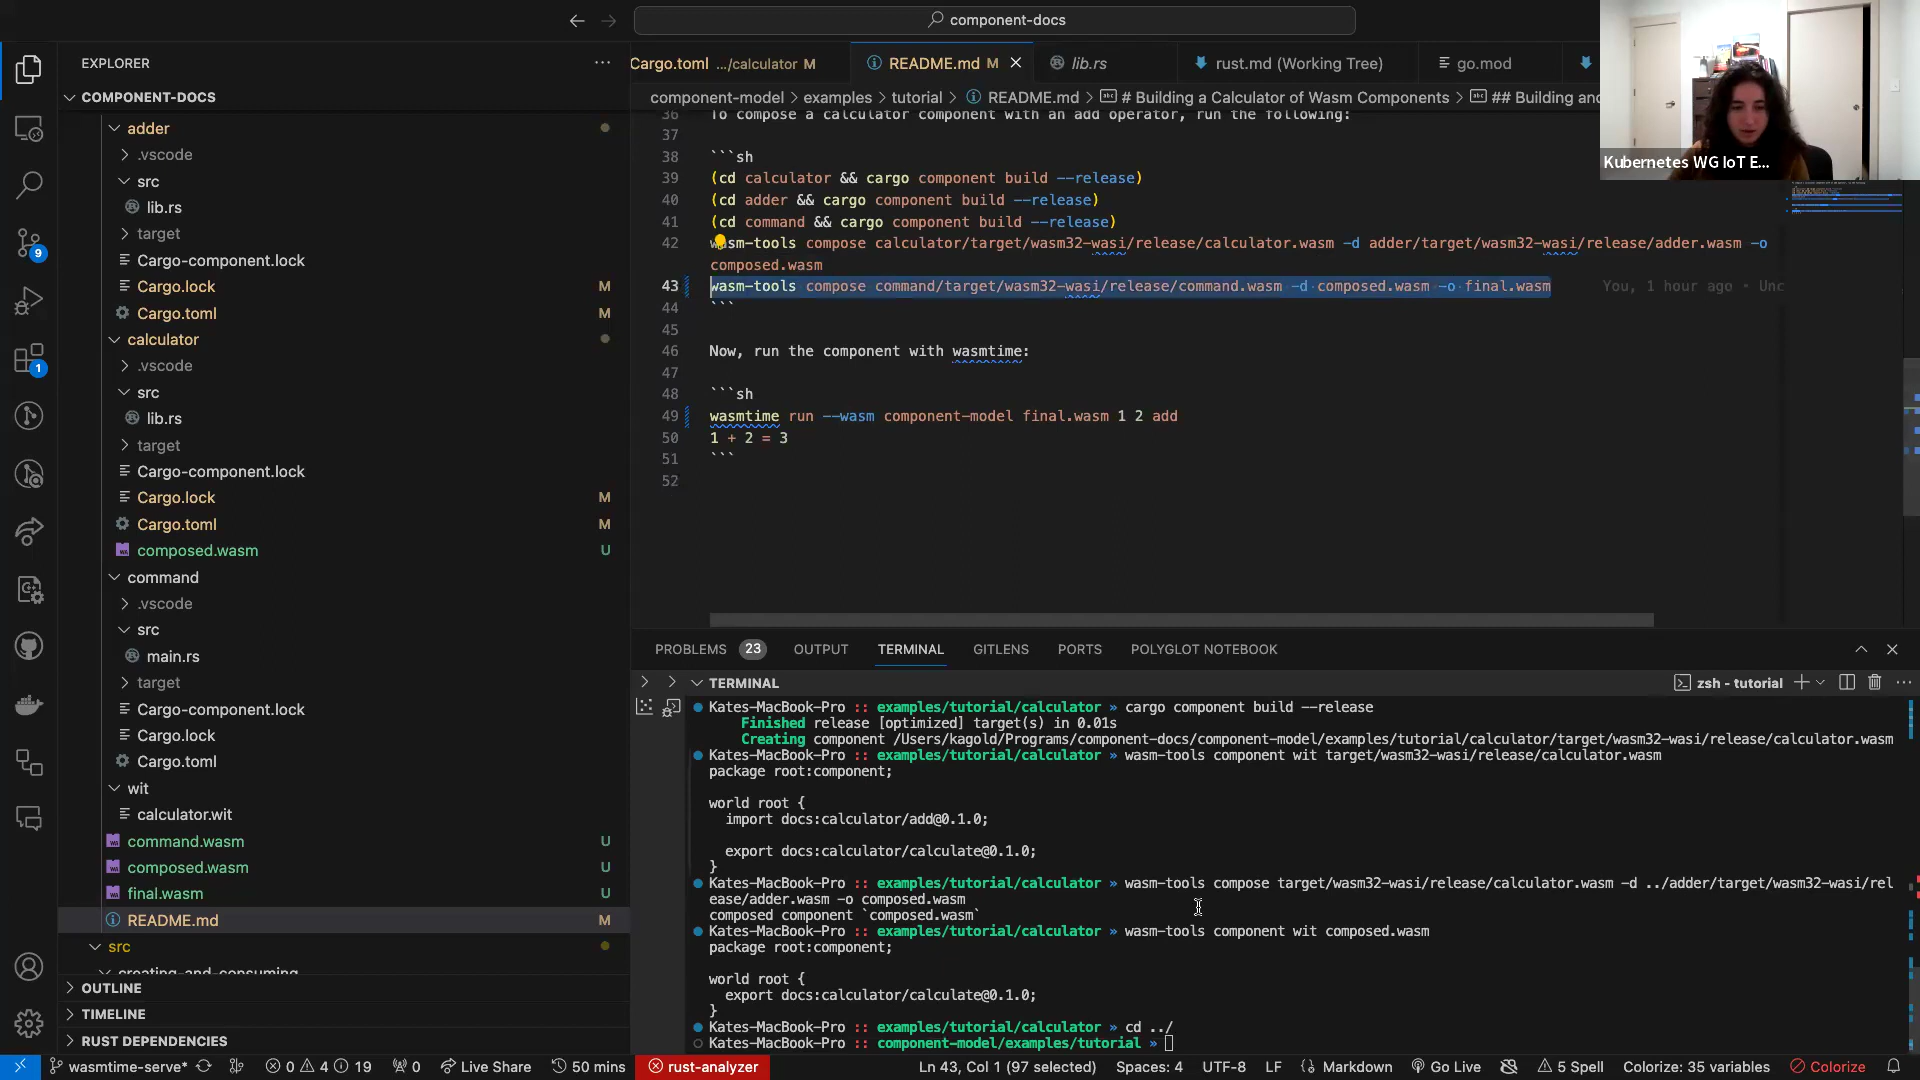 component-docs
EXPLORER
COMPONENT-DOCS
adder
.vscode
src
lib.rs
target
Cargo-component.lock
Cargo.lock M
Cargo.toml M
calculator
.vscode
src
lib.rs
target
Cargo-component.lock
Cargo.lock M
Cargo.toml M
composed.wasm U
command
.vscode
src
main.rs
target
Cargo-component.lock
Cargo.lock
Cargo.toml
wit
calculator.wit
command.wasm U
composed.wasm U
final.wasm U
README.md M
src
creating-and-consuming
OUTLINE
TIMELINE
RUST DEPENDENCIES
9
1
Cargo.toml .../calculator M
README.md M
lib.rs
rust.md (Working Tree)
go.mod
component-model > examples > tutorial > README.md > # Building a Calculator of Wasm Components > ## Building and
36 To compose a calculator component with an add operator, run the following:
37
38 ```sh
39 (cd calculator && cargo component build --release)
40 (cd adder && cargo component build --release)
41 (cd command && cargo component build --release)
42 wasm-tools compose calculator/target/wasm32-wasi/release/calculator.wasm -d adder/target/wasm32-wasi/release/adder.wasm -o
composed.wasm
43 wasm-tools compose command/target/wasm32-wasi/release/command.wasm -d composed.wasm -o final.wasm You, 1 hour ago • Unc
44 ```
45
46 Now, run the component with wasmtime:
47
48 ```sh
49 wasmtime run --wasm component-model final.wasm 1 2 add
50 1 + 2 = 3
51 ```
52
Kubernetes WG IoT E...
PROBLEMS 23 OUTPUT TERMINAL GITLENS PORTS POLYGLOT NOTEBOOK
TERMINAL
zsh - tutorial
Kates-MacBook-Pro :: examples/tutorial/calculator » cargo component build --release
Finished release [optimized] target(s) in 0.01s
Creating component /Users/kagold/Programs/component-docs/component-model/examples/tutorial/calculator/target/wasm32-wasi/release/calculator.wasm
Kates-MacBook-Pro :: examples/tutorial/calculator » wasm-tools component wit target/wasm32-wasi/release/calculator.wasm
package root:component;
world root {
import docs:calculator/add@0.1.0;
export docs:calculator/calculate@0.1.0;
}
Kates-MacBook-Pro :: examples/tutorial/calculator » wasm-tools compose target/wasm32-wasi/release/calculator.wasm -d ../adder/target/wasm32-wasi/rel
ease/adder.wasm -o composed.wasm
composed component `composed.wasm`
Kates-MacBook-Pro :: examples/tutorial/calculator » wasm-tools component wit composed.wasm
package root:component;
world root {
export docs:calculator/calculate@0.1.0;
}
Kates-MacBook-Pro :: examples/tutorial/calculator » cd ../
Kates-MacBook-Pro :: component-model/examples/tutorial »
wasmtime-serve* 0 4 19 0 Live Share 50 mins rust-analyzer Ln 43, Col 1 (97 selected) Spaces: 4 UTF-8 LF Markdown Go Live 5 Spell Colorize: 35 variables Colorize